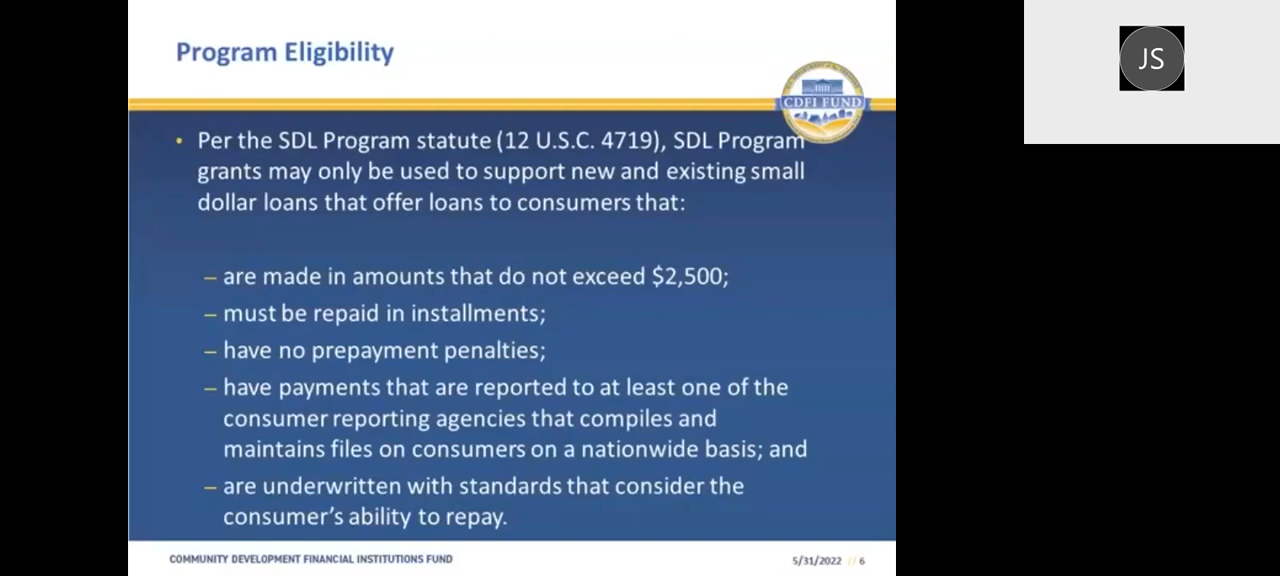 Program Eligibility
CDFI FUND
JS
• Per the SDL Program statute (12 U.S.C. 4719), SDL Program
grants may only be used to support new and existing small
dollar loans that offer loans to consumers that:
– are made in amounts that do not exceed $2,500;
– must be repaid in installments;
– have no prepayment penalties;
– have payments that are reported to at least one of the
consumer reporting agencies that compiles and
maintains files on consumers on a nationwide basis; and
– are underwritten with standards that consider the
consumer's ability to repay.
COMMUNITY DEVELOPMENT FINANCIAL INSTITUTIONS FUND
5/31/2022 // 6